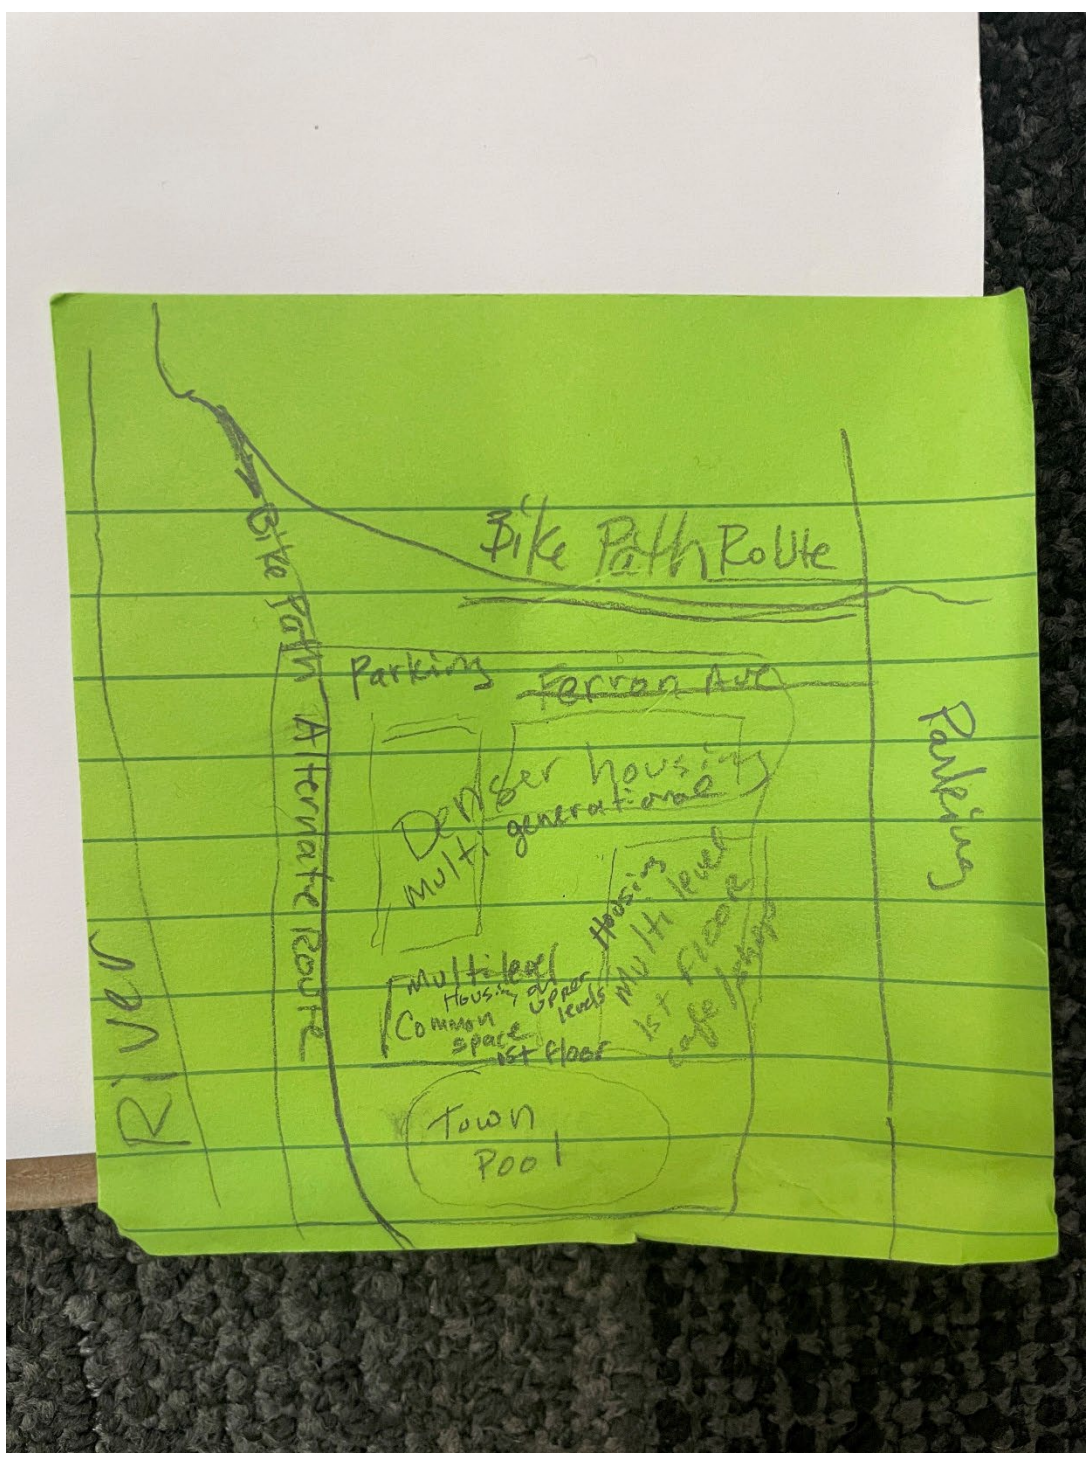 Bike Path Route
Bike Path Alternate Route
Parking
Ferron Ave
Parking
Denser housing
Multi generational
Housing
Multi level
1st Floor
cafe/
Multilevel
Housing on upper levels
Common space
1st floor
River
Town
Pool